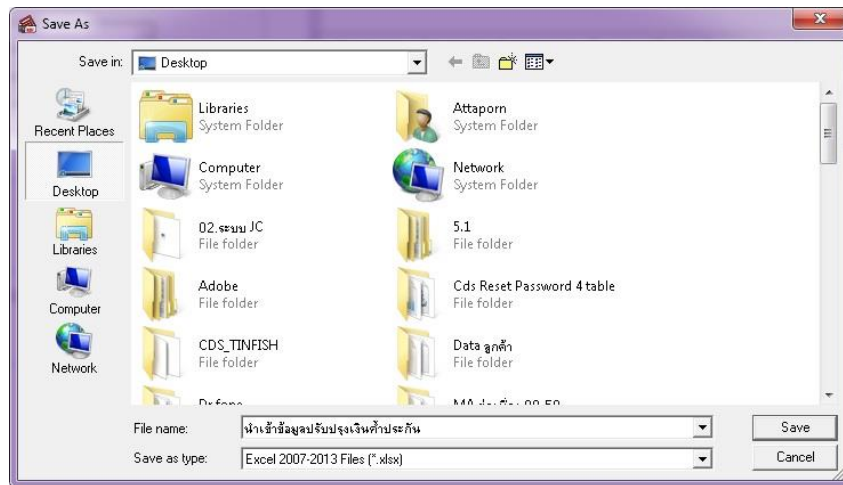 Save As
Save in: Desktop
Recent Places
Desktop
Libraries
Computer
Network
Libraries
System Folder
Attaporn
System Folder
Computer
System Folder
Network
System Folder
02.ระบบ JC
File folder
5.1
File folder
Adobe
File folder
Cds Reset Password 4 table
File folder
CDS_TINFISH
File folder
Data ลูกค้า
File folder
File name: นำเข้าข้อมูลปรับปรุงเงินค้ำประกัน
Save
Save as type: Excel 2007-2013 Files (*.xlsx)
Cancel